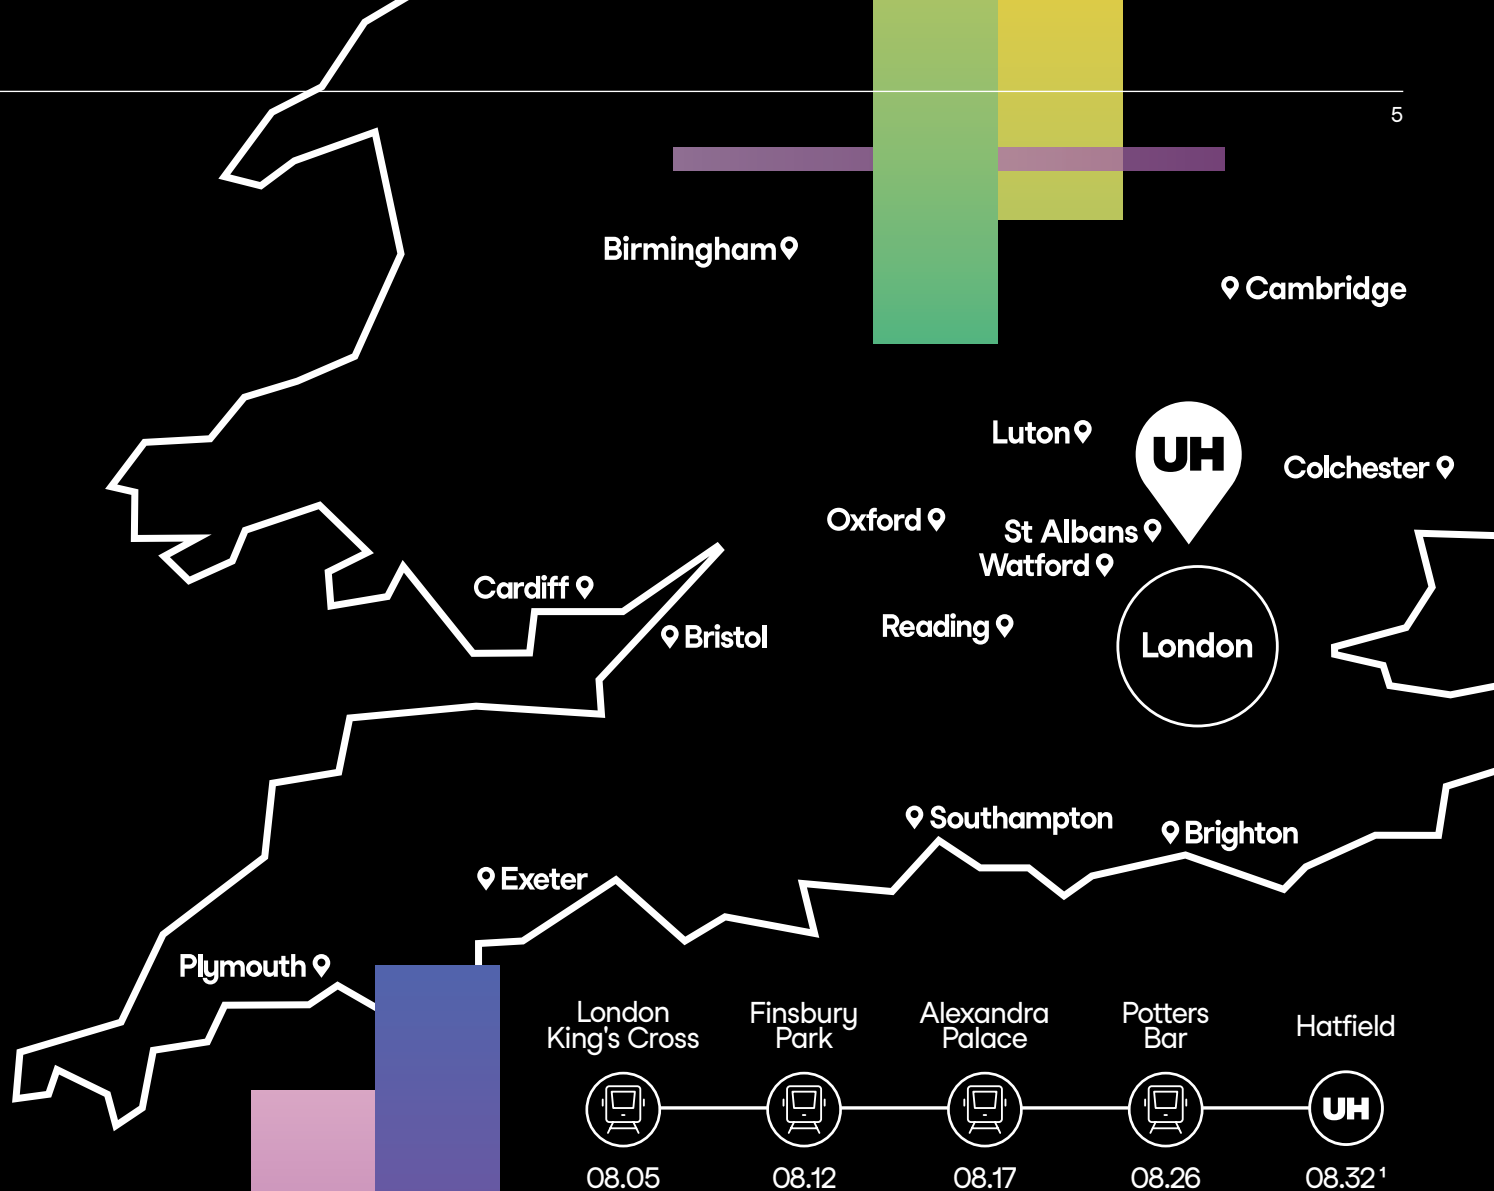 5
Birmingham
Cambridge
Luton
UH
Colchester
Oxford
St Albans
Watford
Cardiff
Reading
Bristol
London
Southampton
Brighton
Exeter
Plymouth
London
King's Cross
Finsbury
Park
Alexandra
Palace
Potters
Bar
Hatfield
UH
08.05
08.12
08.17
08.26
08.32¹